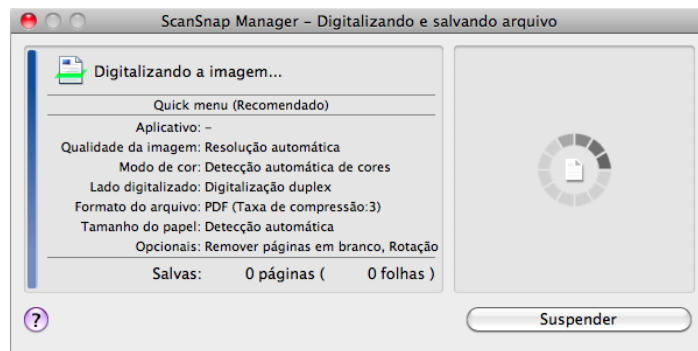 ScanSnap Manager – Digitalizando e salvando arquivo
Digitalizando a imagem...
Quick menu (Recomendado)
Aplicativo: –
Qualidade da imagem: Resolução automática
Modo de cor: Detecção automática de cores
Lado digitalizado: Digitalização duplex
Formato do arquivo: PDF (Taxa de compressão:3)
Tamanho do papel: Detecção automática
Opcionais: Remover páginas em branco, Rotação
Salvas: 0 páginas ( 0 folhas )
?
Suspender